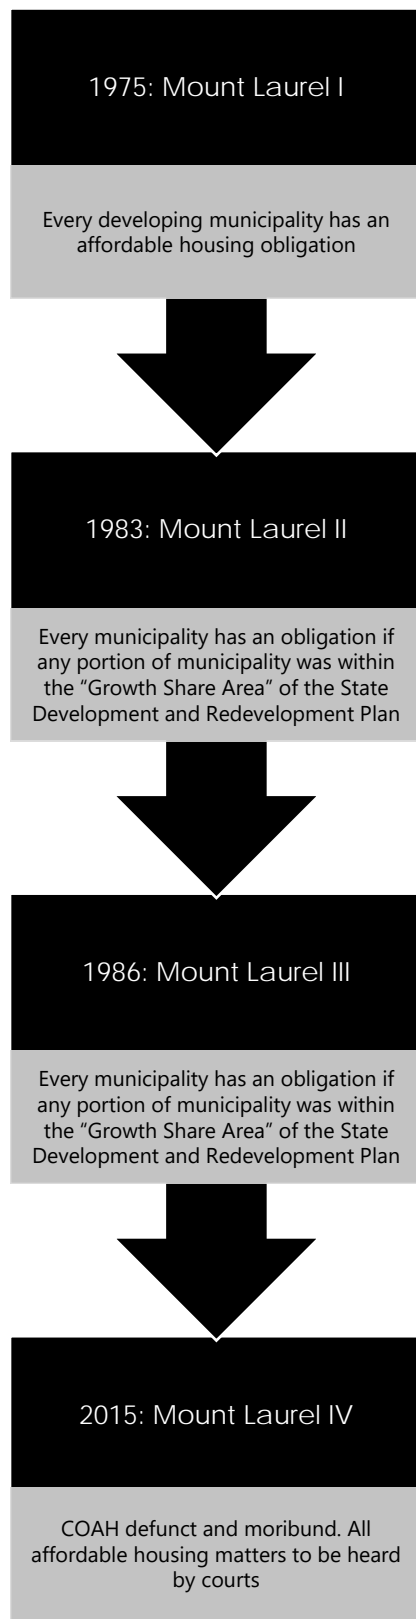 1975: Mount Laurel I
Every developing municipality has an
affordable housing obligation
1983: Mount Laurel II
Every municipality has an obligation if
any portion of municipality was within
the “Growth Share Area” of the State
Development and Redevelopment Plan
1986: Mount Laurel III
Every municipality has an obligation if
any portion of municipality was within
the “Growth Share Area” of the State
Development and Redevelopment Plan
2015: Mount Laurel IV
COAH defunct and moribund. All
affordable housing matters to be heard
by courts